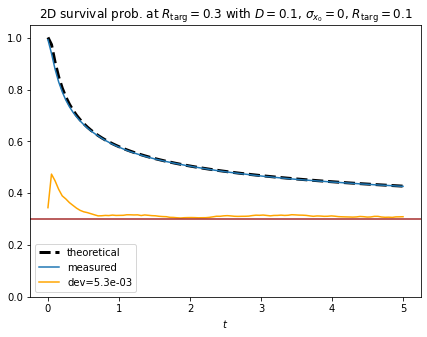 2D survival prob. at R_targ = 0.3 with D = 0.1, σ_x₀ = 0, R_targ = 0.1
1.0
0.8
0.6
0.4
0.2
0.0
theoretical
measured
dev=5.3e-03
0 1 2 3 4 5
t